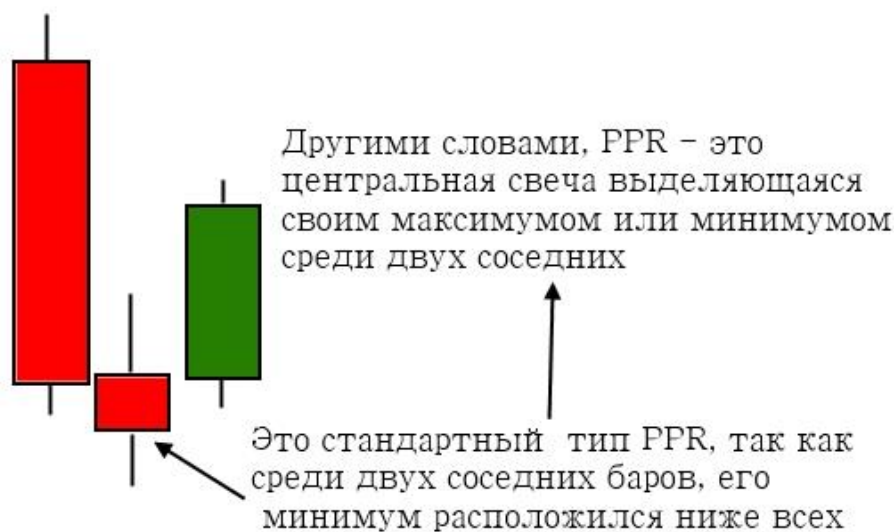 Другими словами, PPR - это
центральная свеча выделяющаяся
своим максимумом или минимумом
среди двух соседних
Это стандартный тип PPR, так как
среди двух соседних баров, его
минимум расположился ниже всех